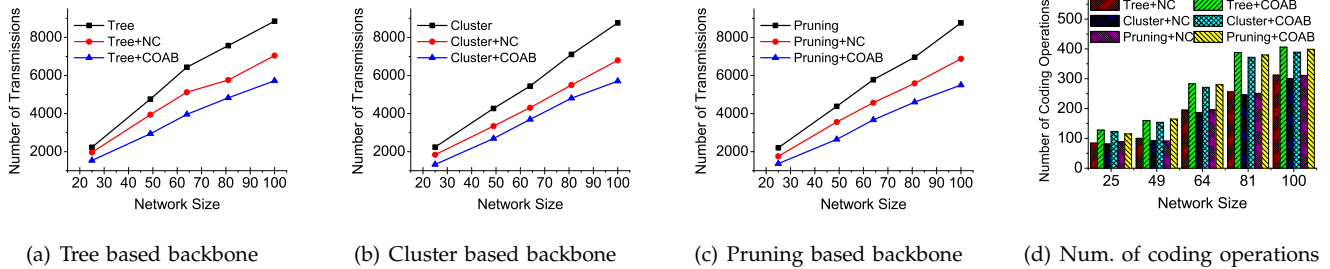 Number of Transmissions
8000
6000
4000
2000
Tree
Tree+NC
Tree+COAB
20 30 40 50 60 70 80 90 100
Network Size
(a) Tree based backbone
Number of Transmissions
8000
6000
4000
2000
Cluster
Cluster+NC
Cluster+COAB
20 30 40 50 60 70 80 90 100
Network Size
(b) Cluster based backbone
Number of Transmissions
8000
6000
4000
2000
Pruning
Pruning+NC
Pruning+COAB
20 30 40 50 60 70 80 90 100
Network Size
(c) Pruning based backbone
Number of Coding Operations
500
400
300
200
100
0
Tree+NC Tree+COAB
Cluster+NC Cluster+COAB
Pruning+NC Pruning+COAB
25 49 64 81 100
Network Size
(d) Num. of coding operations